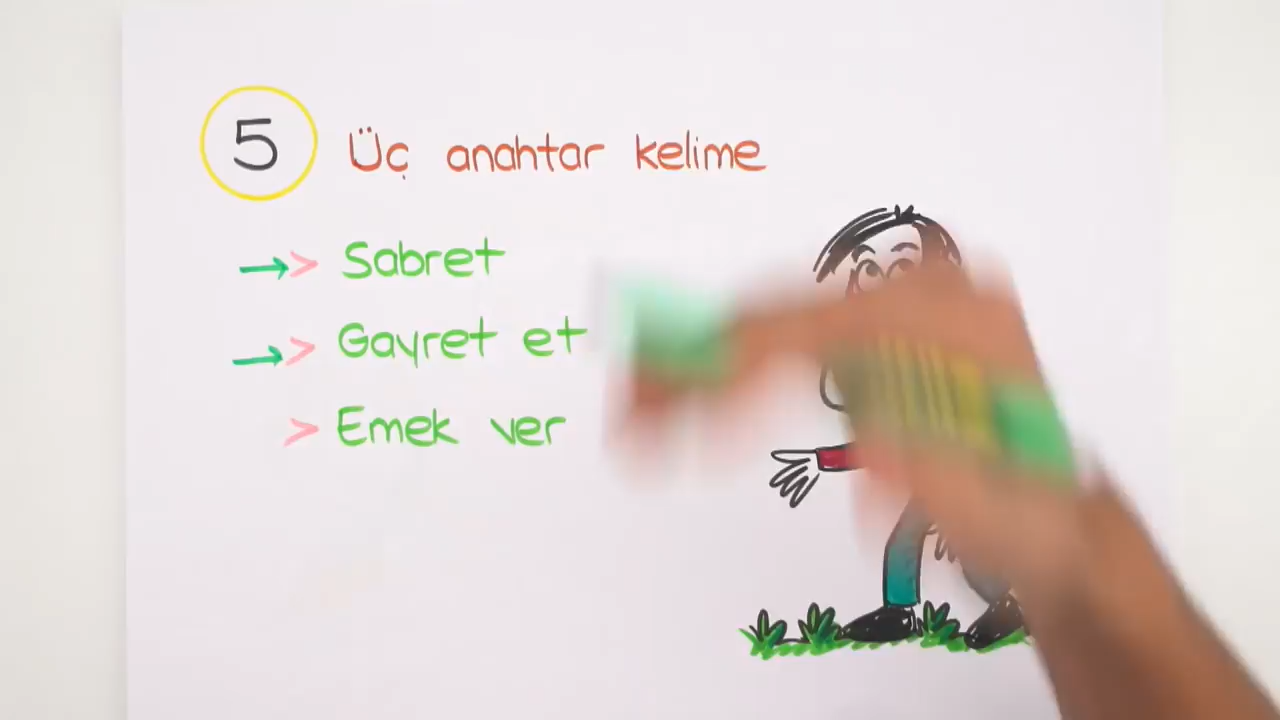 5 Üç anahtar kelime
→> Sabret
→> Gayret et
> Emek ver